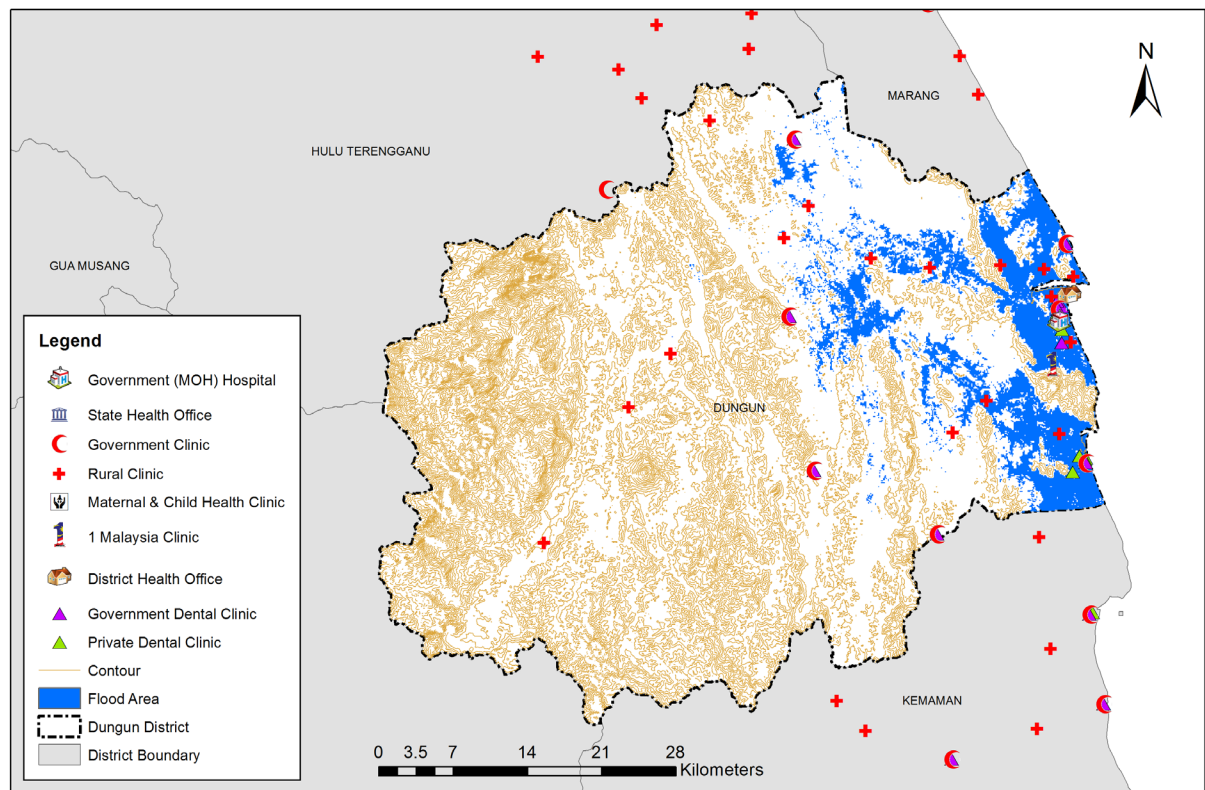 N
MARANG
HULU TERENGGANU
GUA MUSANG
DUNGUN
KEMAMAN
Legend
Government (MOH) Hospital
State Health Office
Government Clinic
Rural Clinic
Maternal & Child Health Clinic
1 Malaysia Clinic
District Health Office
Government Dental Clinic
Private Dental Clinic
Contour
Flood Area
Dungun District
District Boundary
0 3.5 7 14 21 28
Kilometers